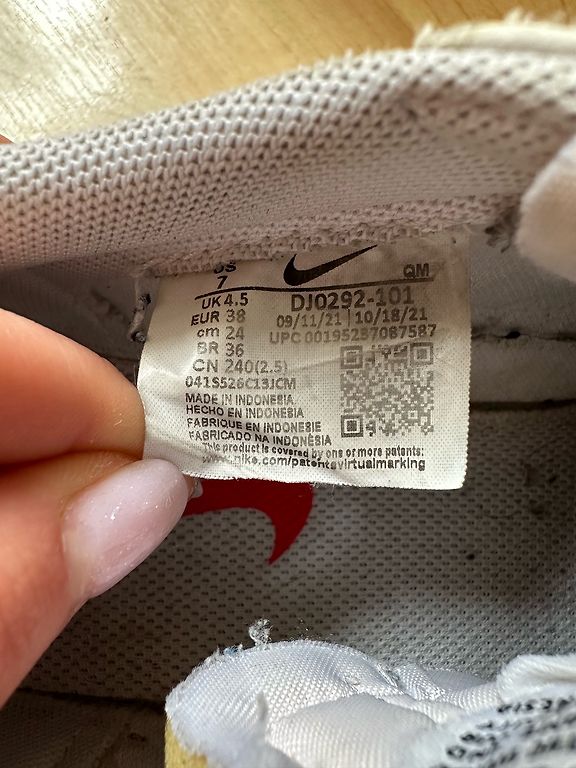 US
7
QM
UK 4.5
EUR 38
cm 24
BR 36
CN 240(2.5)
041S526C13JCM
DJ0292-101
09/11/21 | 10/18/21
UPC 00195237087587
MADE IN INDONESIA
HECHO EN INDONESIA
FABRIQUE EN INDONESIE
FABRICADO NA INDONÉSIA
This product is covered by one or more patents:
www.nike.com/patentsvirtualmarking